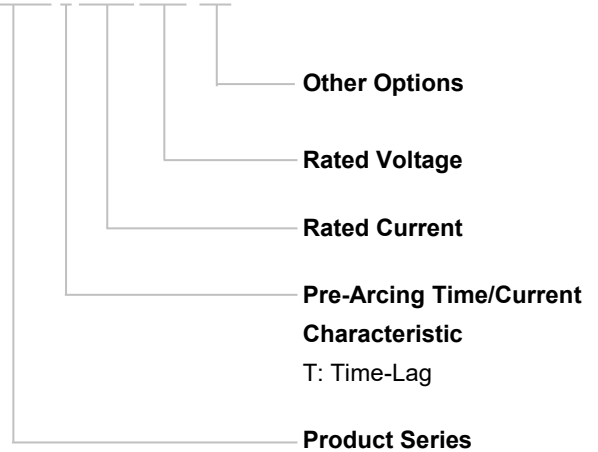 Other Options
Rated Voltage
Rated Current
Pre-Arcing Time/Current
Characteristic
T: Time-Lag
Product Series